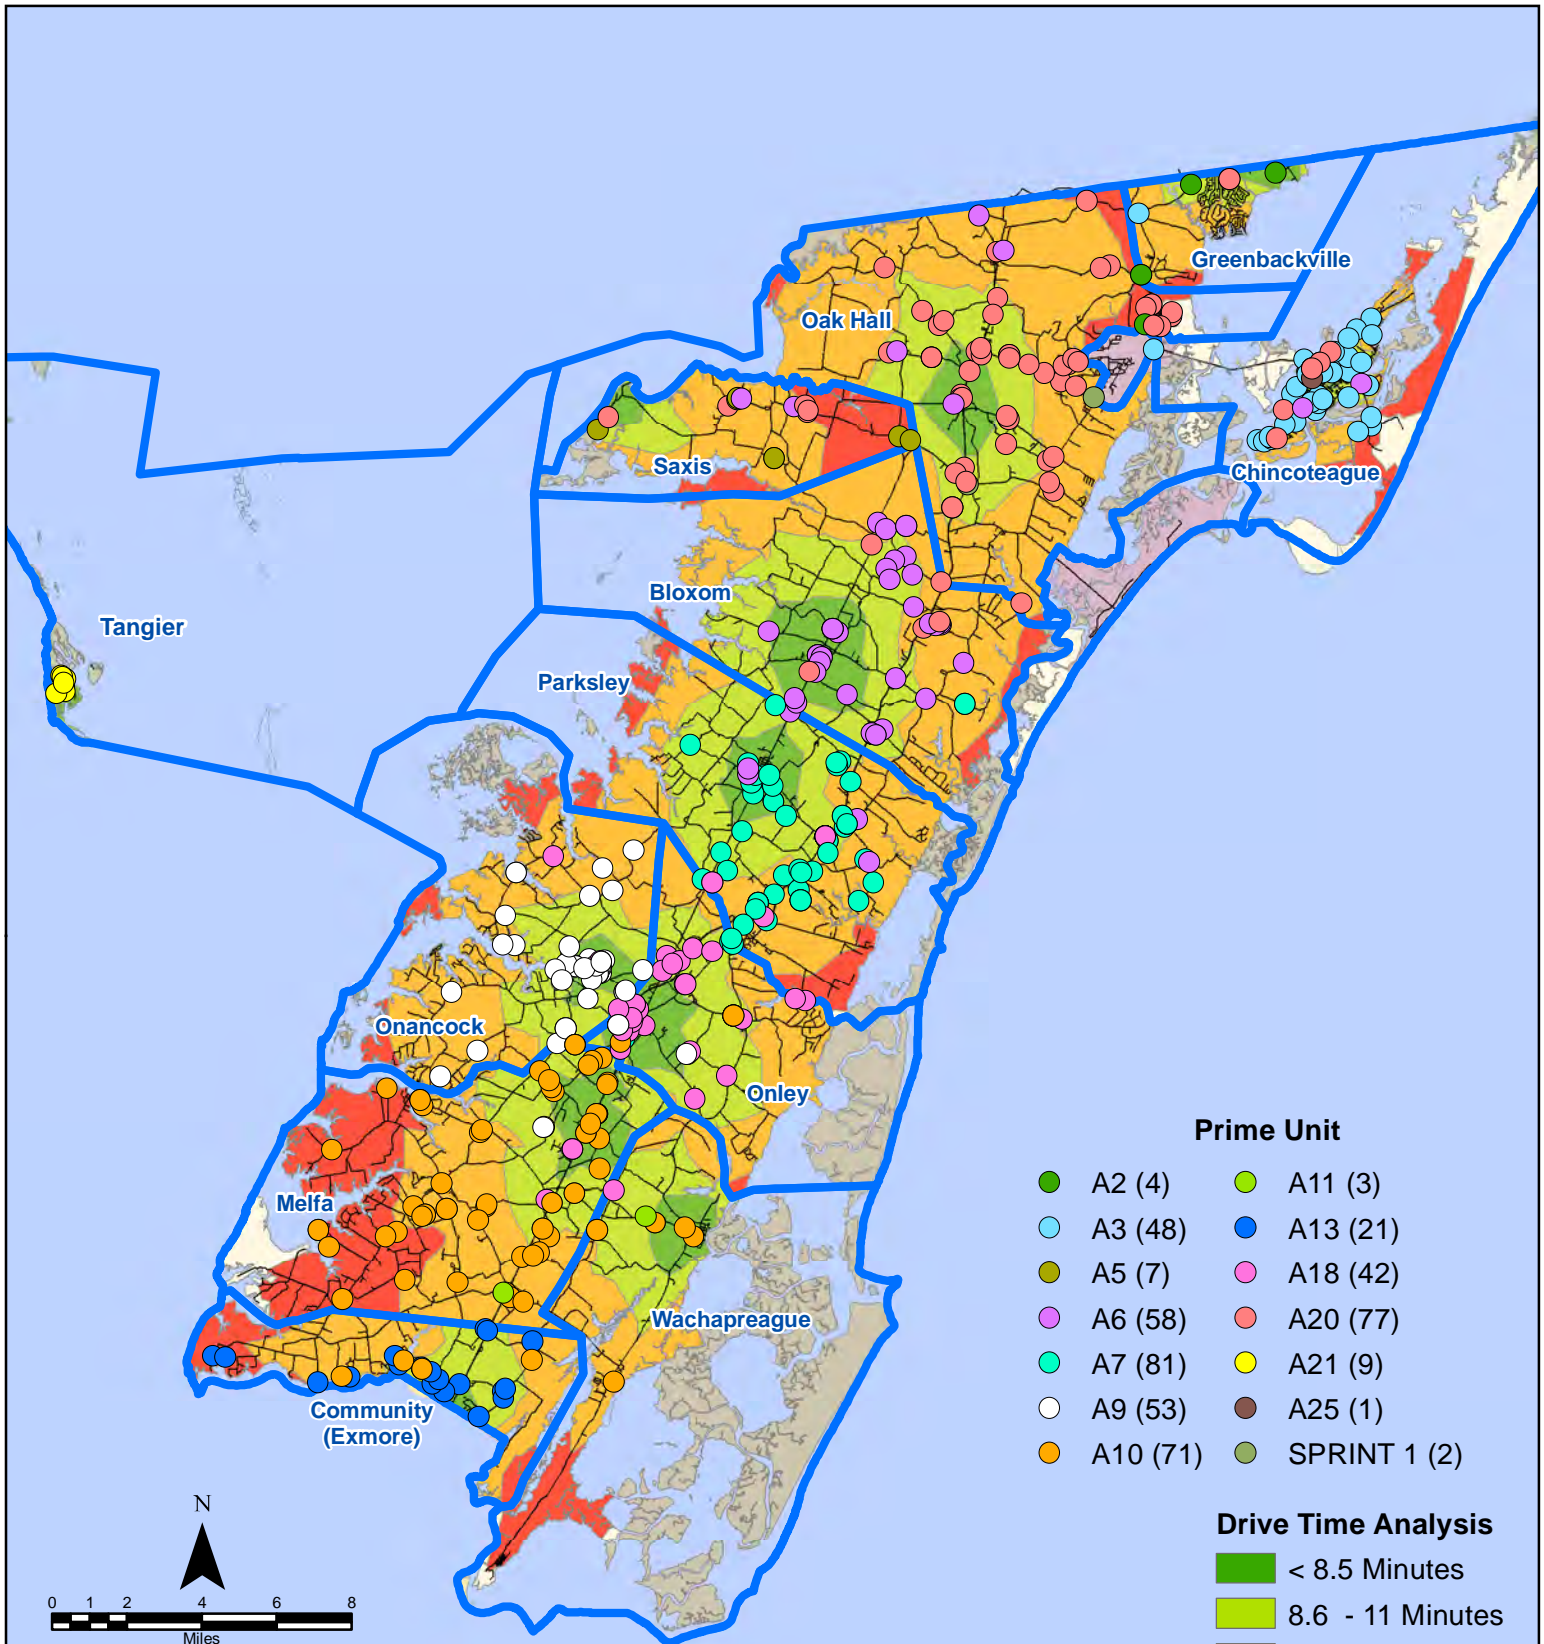 Greenbackville
Oak Hall
Saxis
Chincoteague
Bloxom
Tangier
Parksley
Onancock
Onley
Melfa
Wachapreague
Community
(Exmore)
Prime Unit
A2 (4)
A11 (3)
A3 (48)
A13 (21)
A5 (7)
A18 (42)
A6 (58)
A20 (77)
A7 (81)
A21 (9)
A9 (53)
A25 (1)
A10 (71)
SPRINT 1 (2)
Drive Time Analysis
< 8.5 Minutes
8.6 - 11 Minutes
N
0 1 2 4 6 8
Miles